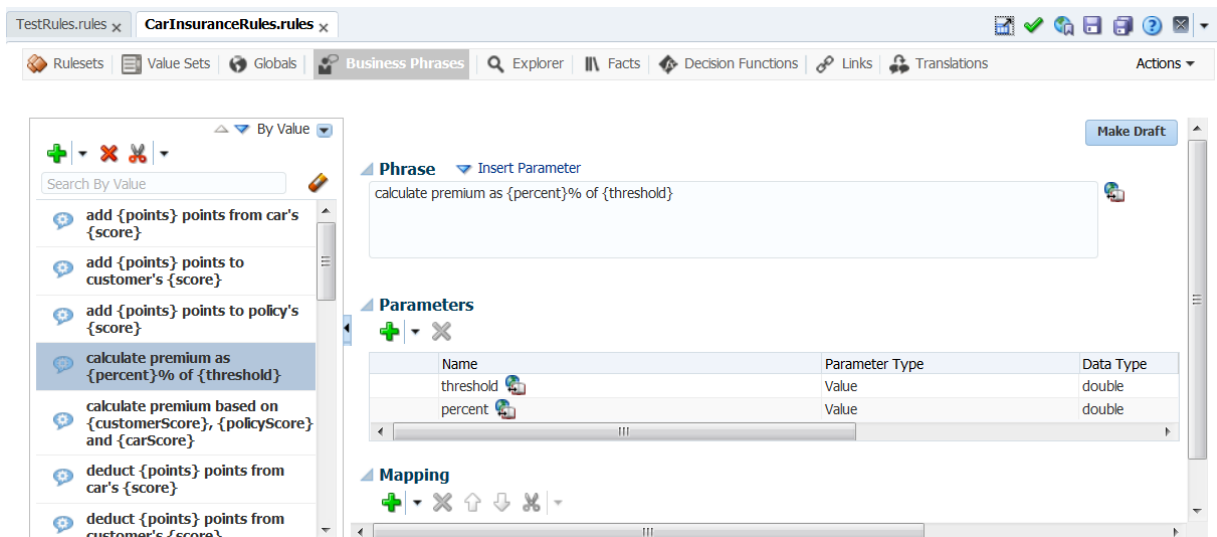 TestRules.rules
CarInsuranceRules.rules
Rulesets
Value Sets
Globals
Business Phrases
Explorer
Facts
Decision Functions
Links
Translations
Actions
By Value
Search By Value
add {points} points from car's
{score}
add {points} points to
customer's {score}
add {points} points to policy's
{score}
calculate premium as
{percent}% of {threshold}
calculate premium based on
{customerScore}, {policyScore}
and {carScore}
deduct {points} points from
car's {score}
deduct {points} points from
customer's {score}
Make Draft
Phrase
Insert Parameter
calculate premium as {percent}% of {threshold}
Parameters
Name Parameter Type Data Type
threshold Value double
percent Value double
Mapping